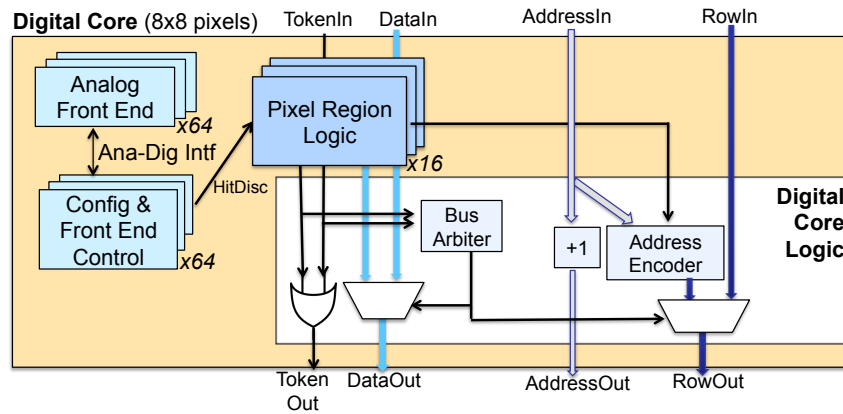 Digital Core (8x8 pixels)
TokenIn
DataIn
AddressIn
RowIn
Analog
Front End
x64
Ana-Dig Intf
Config &
Front End
Control
x64
HitDisc
Pixel Region
Logic
x16
Bus
Arbiter
+1
Address
Encoder
Digital
Core
Logic
Token
Out
DataOut
AddressOut
RowOut